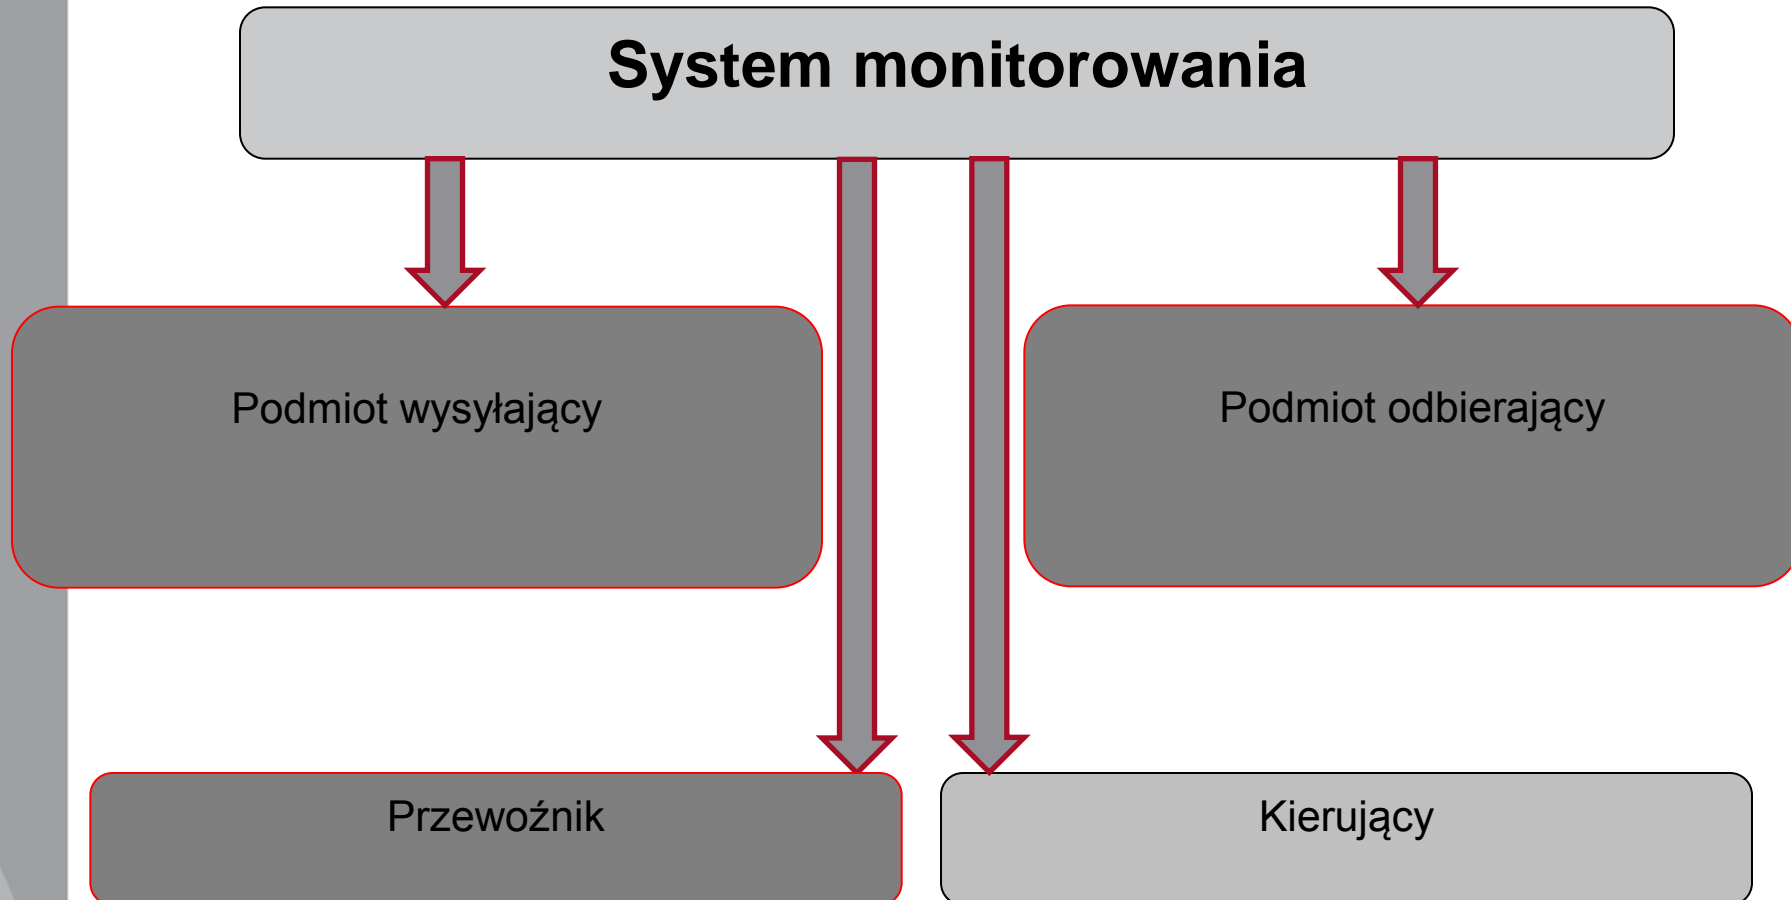 System monitorowania
Podmiot wysyłający
Podmiot odbierający
Przewoźnik
Kierujący